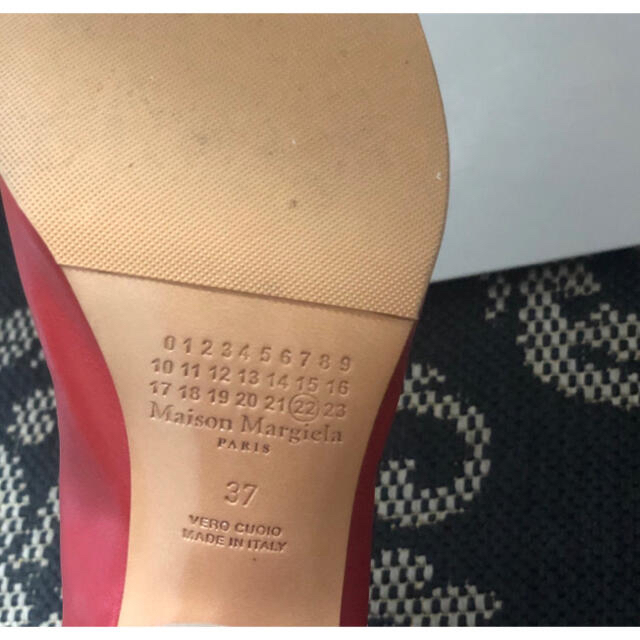 0 1 2 3 4 5 6 7 8 9
10 11 12 13 14 15 16
17 18 19 20 21 22 23
Maison Margiela
PARIS
37
VERO CUOIO
MADE IN ITALY